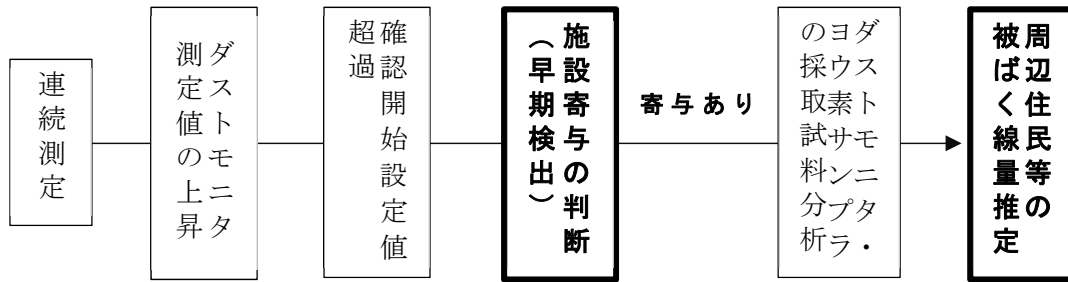 連続測定
ダストモニタ
測定値の上昇
確認開始設定値
超過
施設寄与の判断
（早期検出）
寄与あり
ダストモニタ・
ヨウ素サンプラ
の採取試料分析
周辺住民等の
被ばく線量推定